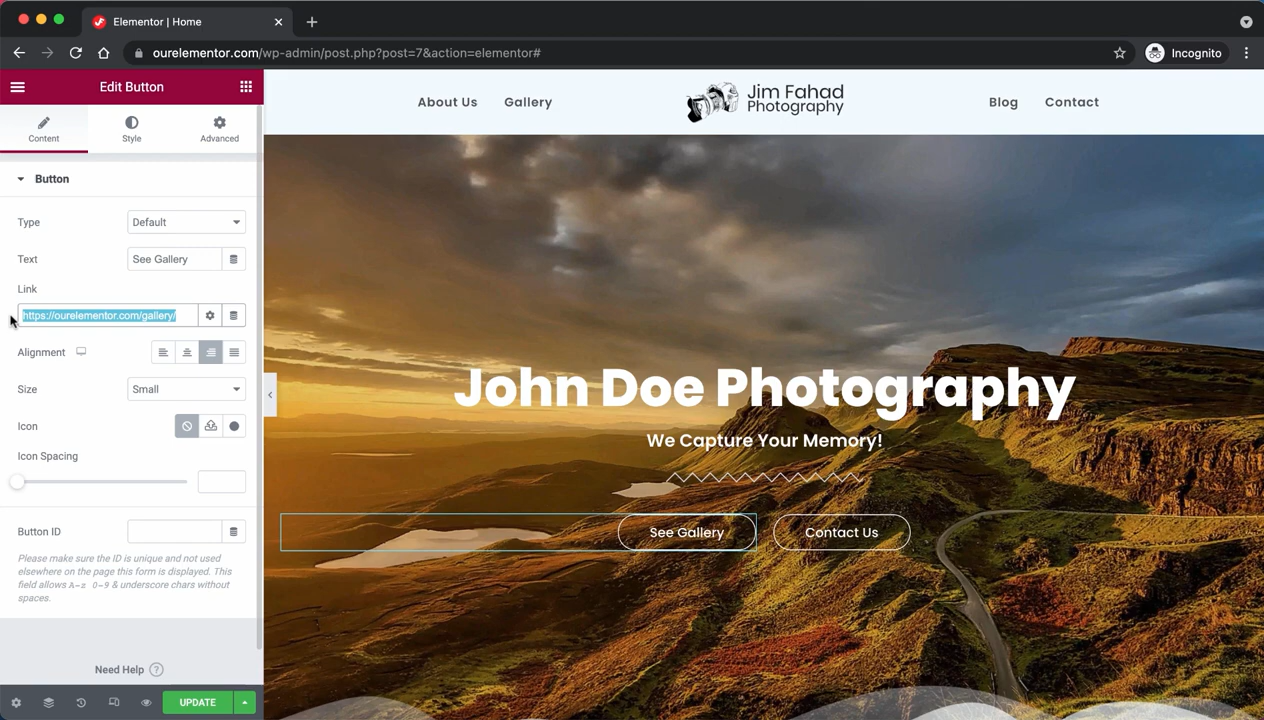 Elementor | Home
ourelementor.com/wp-admin/post.php?post=7&action=elementor#
Incognito
Edit Button
Content
Style
Advanced
Button
Type
Default
Text
See Gallery
Link
https://ourelementor.com/gallery/
Alignment
Size
Small
Icon
Icon Spacing
Button ID
Please make sure the ID is unique and not used
elsewhere on the page this form is displayed. This
field allows A-z 0-9 & underscore chars without
spaces.
Need Help
?
UPDATE
About Us
Gallery
Jim Fahad
Photography
Blog
Contact
John Doe Photography
We Capture Your Memory!
See Gallery
Contact Us